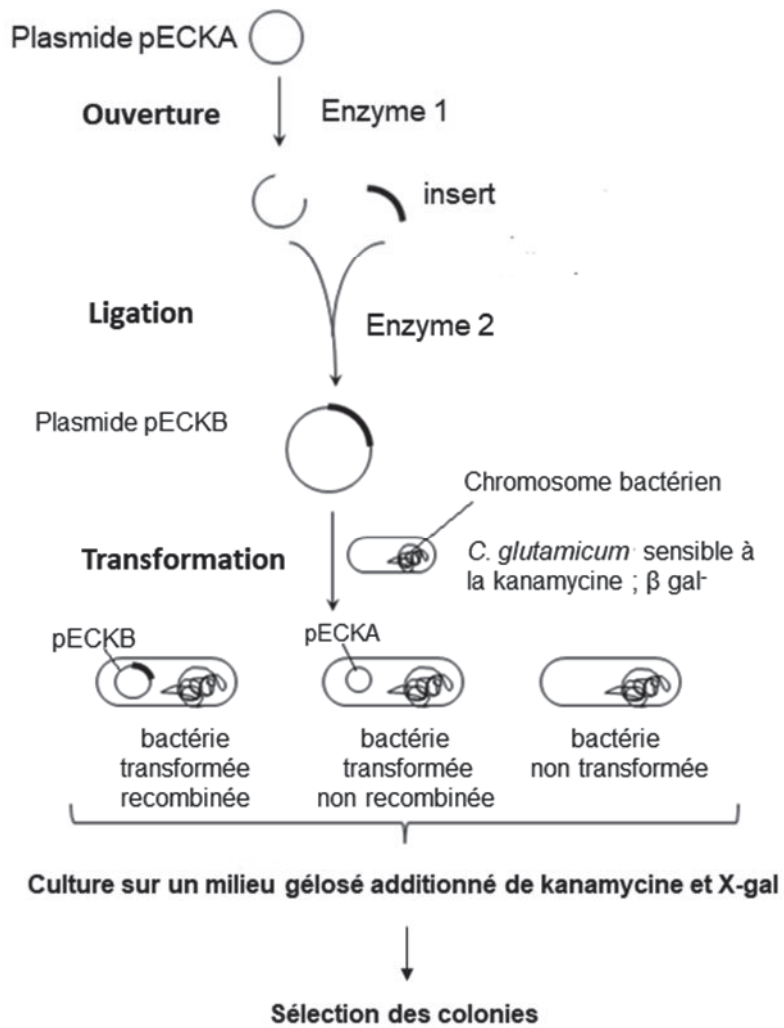 Plasmide pECKA
Ouverture
Enzyme 1
insert
Ligation
Enzyme 2
Plasmide pECKB
Chromosome bactérien
Transformation
C. glutamicum sensible à
la kanamycine ; β gal-
pECKB
pECKA
bactérie
transformée
recombinée
bactérie
transformée
non recombinée
bactérie
non transformée
Culture sur un milieu gélosé additionné de kanamycine et X-gal
Sélection des colonies